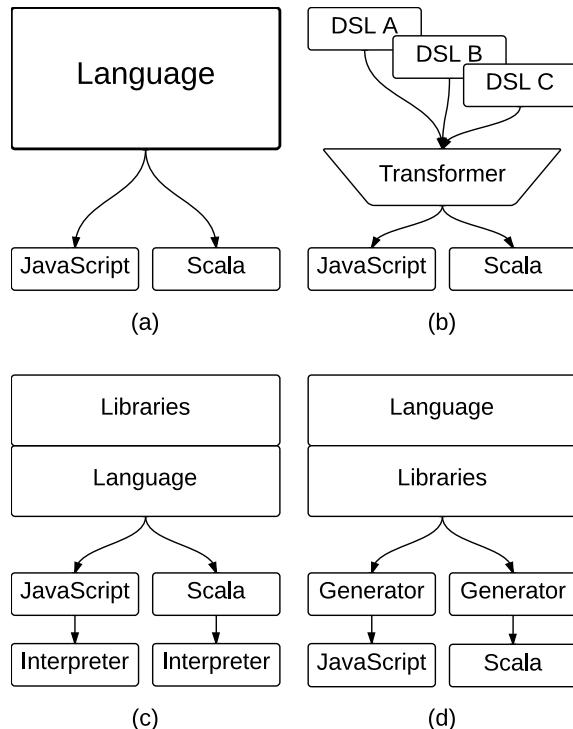 Language
JavaScript Scala
(a)
DSL A
DSL B
DSL C
Transformer
JavaScript Scala
(b)
Libraries
Language
JavaScript Scala
Interpreter Interpreter
(c)
Language
Libraries
Generator Generator
JavaScript Scala
(d)